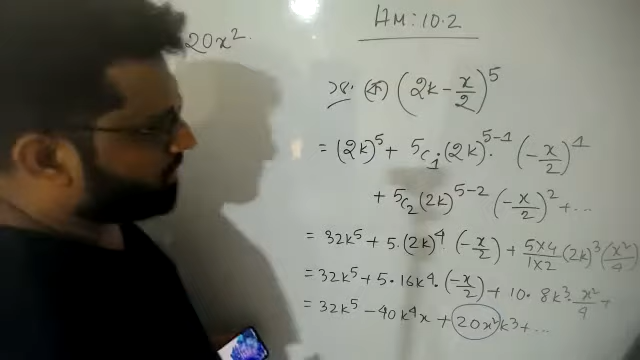 20x².
HM: 10.2
১৪· (ক) (2k - x/2)⁵
= (2k)⁵ + ⁵C₁ (2k)⁵⁻¹ · (-x/2)¹
+ ⁵C₂ (2k)⁵⁻² (-x/2)² + ...
= 32k⁵ + 5·(2k)⁴ · (-x/2) + 5×4/1×2 (2k)³ (x²/4)
= 32k⁵ + 5·16k⁴ · (-x/2) + 10 · 8k³ · x²/4 +
= 32k⁵ - 40k⁴x + 20x²k³ + ...